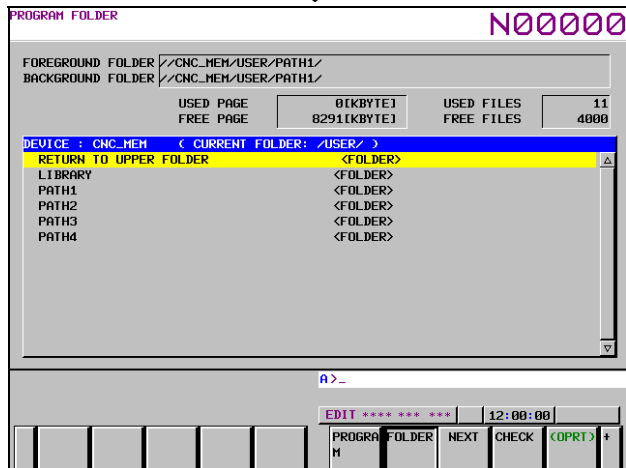 PROGRAM FOLDER
N00000
FOREGROUND FOLDER //CNC_MEM/USER/PATH1/
BACKGROUND FOLDER //CNC_MEM/USER/PATH1/
USED PAGE 0[KBYTE] USED FILES 11
FREE PAGE 8291[KBYTE] FREE FILES 4000
DEVICE : CNC_MEM ( CURRENT FOLDER: /USER/ )
RETURN TO UPPER FOLDER <FOLDER>
LIBRARY <FOLDER>
PATH1 <FOLDER>
PATH2 <FOLDER>
PATH3 <FOLDER>
PATH4 <FOLDER>
A>_
EDIT **** *** *** 12:00:00
PROGRA FOLDER NEXT CHECK (OPRT) +
M